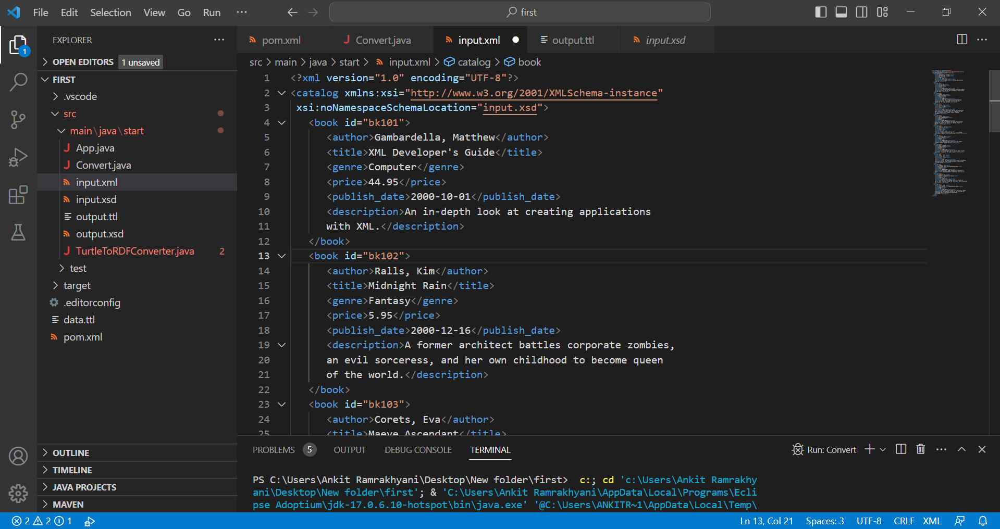 File Edit Selection View Go Run ··· first
EXPLORER ···
OPEN EDITORS 1 unsaved
FIRST
.vscode
src
main\java\start
App.java
Convert.java
input.xml
input.xsd
output.ttl
output.xsd
TurtleToRDFConverter.java 2
test
target
.editorconfig
data.ttl
pom.xml
OUTLINE
TIMELINE
JAVA PROJECTS
MAVEN
1
pom.xml Convert.java input.xml output.ttl input.xsd
src > main > java > start > input.xml > catalog > book
1 <?xml version="1.0" encoding="UTF-8"?>
2 <catalog xmlns:xsi="http://www.w3.org/2001/XMLSchema-instance"
3 xsi:noNamespaceSchemaLocation="input.xsd">
4 <book id="bk101">
5 <author>Gambardella, Matthew</author>
6 <title>XML Developer's Guide</title>
7 <genre>Computer</genre>
8 <price>44.95</price>
9 <publish_date>2000-10-01</publish_date>
10 <description>An in-depth look at creating applications
11 with XML.</description>
12 </book>
13 <book id="bk102">
14 <author>Ralls, Kim</author>
15 <title>Midnight Rain</title>
16 <genre>Fantasy</genre>
17 <price>5.95</price>
18 <publish_date>2000-12-16</publish_date>
19 <description>A former architect battles corporate zombies,
20 an evil sorceress, and her own childhood to become queen
21 of the world.</description>
22 </book>
23 <book id="bk103">
24 <author>Corets, Eva</author>
25 <title>Maeve Ascendant</title>
PROBLEMS 5 OUTPUT DEBUG CONSOLE TERMINAL Run: Convert
PS C:\Users\Ankit Ramrakhyani\Desktop\New folder\first> c:; cd 'c:\Users\Ankit Ramrakhy
ani\Desktop\New folder\first'; & 'C:\Users\Ankit Ramrakhyani\AppData\Local\Programs\Ecli
pse Adoptium\jdk-17.0.6.10-hotspot\bin\java.exe' '@C:\Users\ANKITR~1\AppData\Local\Temp\
2 2 1 Ln 13, Col 21 Spaces: 3 UTF-8 CRLF XML